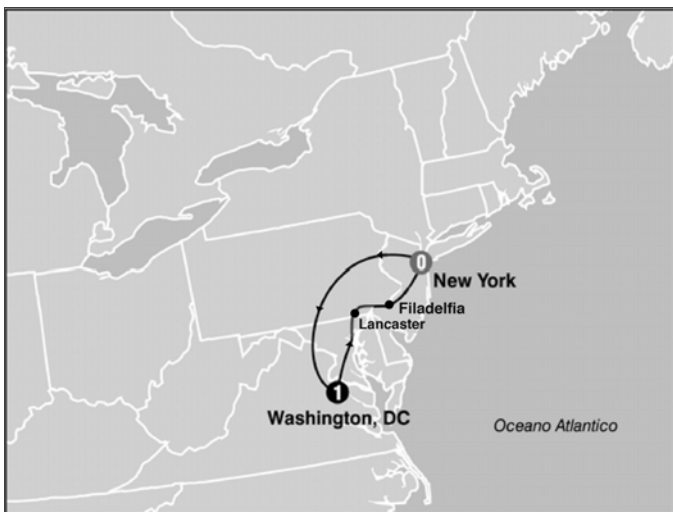 0
New York
Filadelfia
Lancaster
1
Washington, DC
Oceano Atlantico